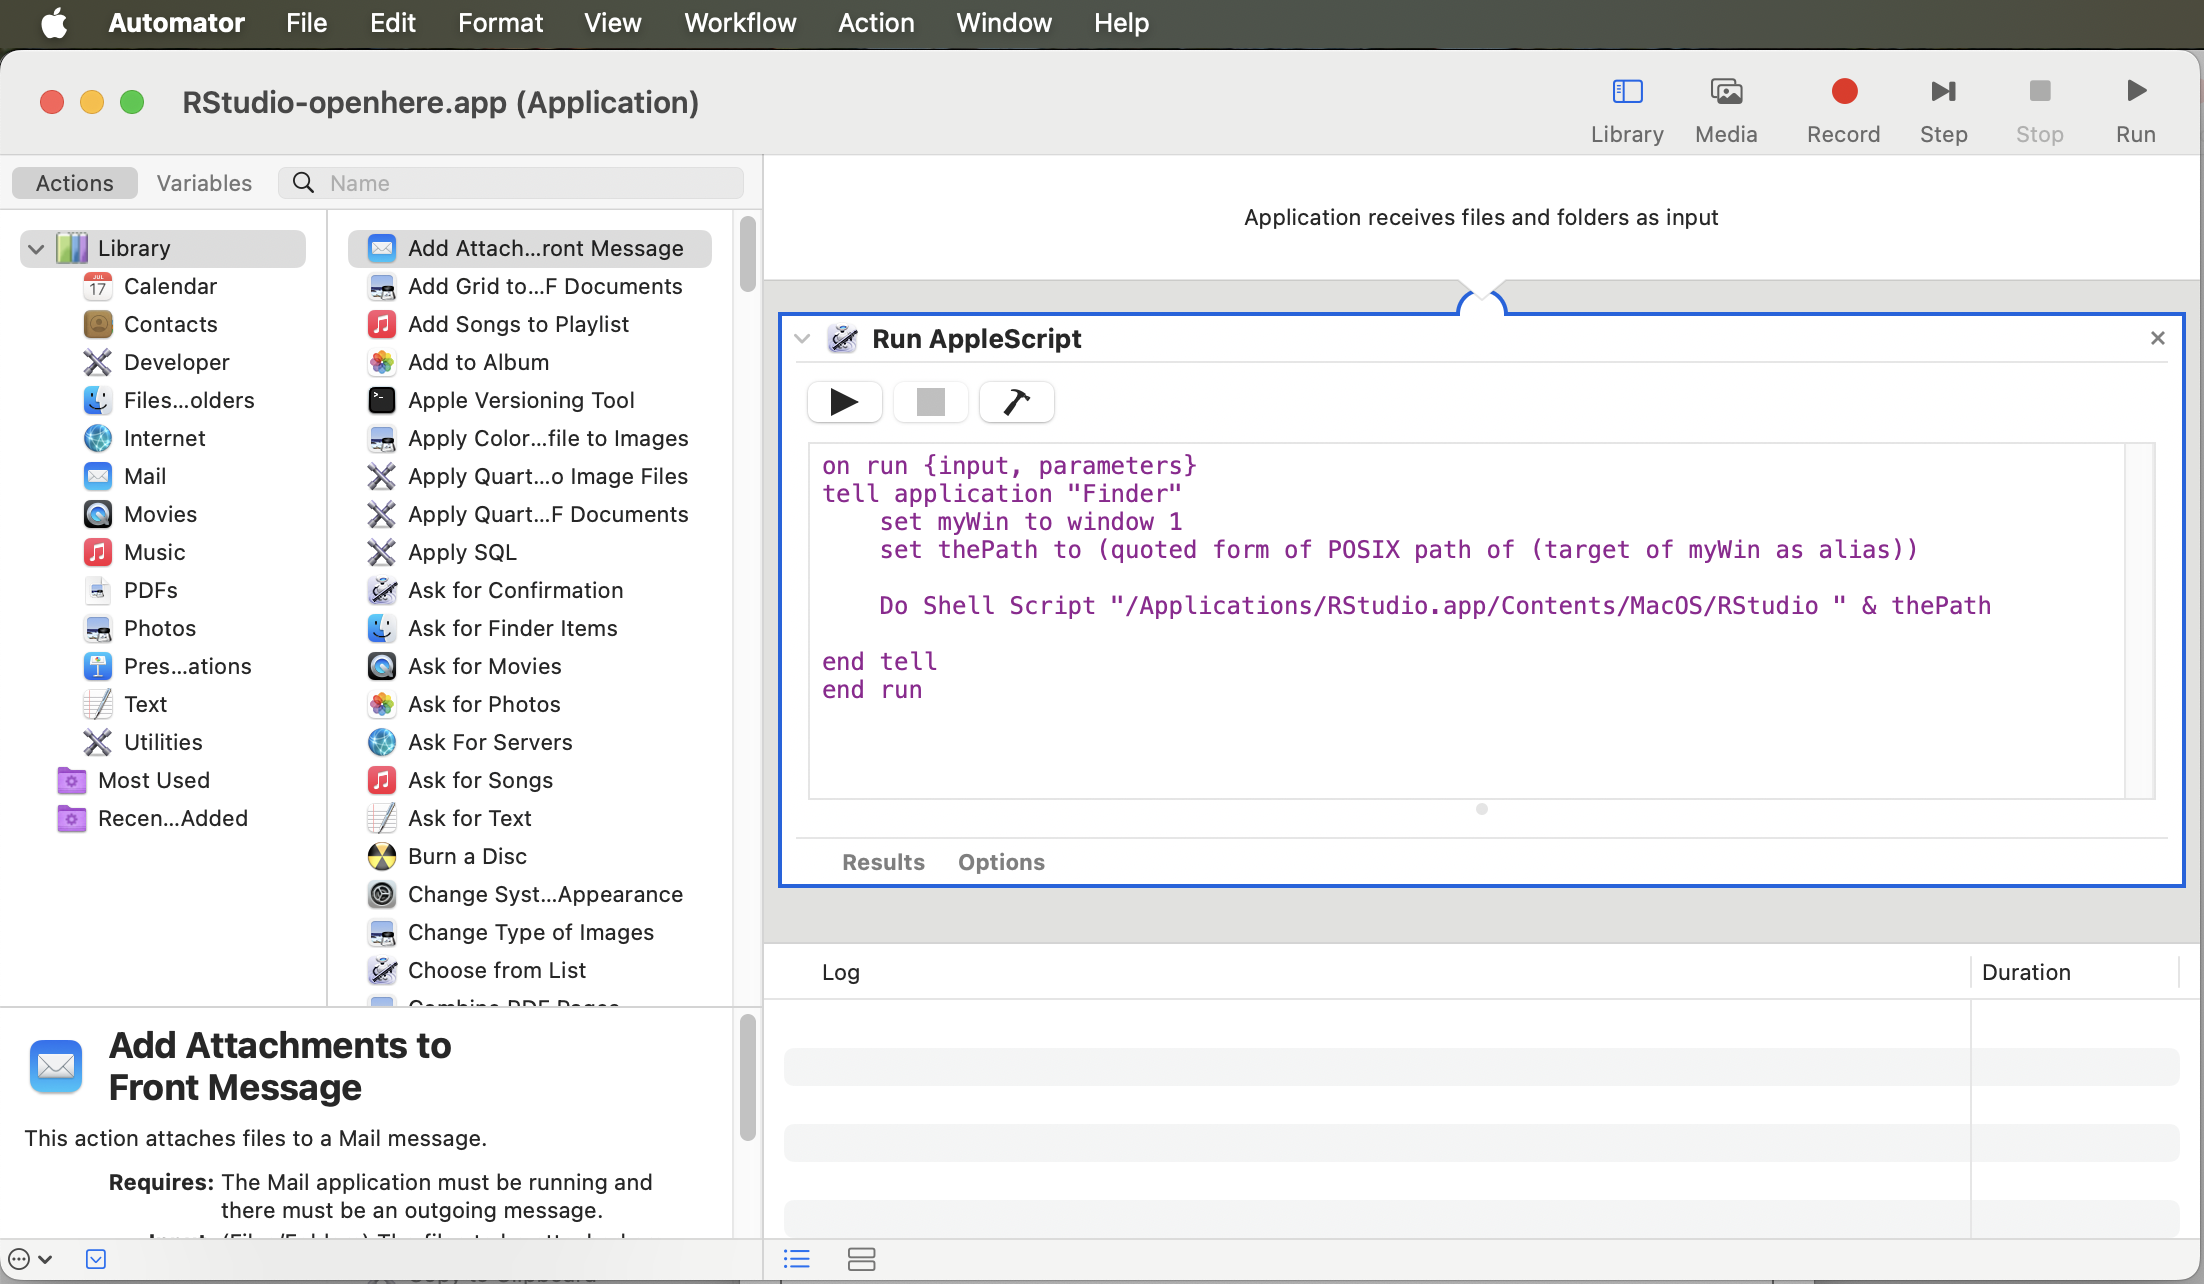 Automator File Edit Format View Workflow Action Window Help
RStudio-openhere.app (Application)
Library Media Record Step Stop Run
Actions Variables Name
Application receives files and folders as input
Library
JUL
17
Calendar
Contacts
Developer
Files...olders
Internet
Mail
Movies
Music
PDFs
Photos
Pres...ations
Text
Utilities
Most Used
Recen...Added
Add Attach...ront Message
Add Grid to...F Documents
Add Songs to Playlist
Add to Album
Apple Versioning Tool
Apply Color...file to Images
Apply Quart...o Image Files
Apply Quart...F Documents
Apply SQL
Ask for Confirmation
Ask for Finder Items
Ask for Movies
Ask for Photos
Ask For Servers
Ask for Songs
Ask for Text
Burn a Disc
Change Syst...Appearance
Change Type of Images
Choose from List
Combine PDF Pages
Add Attachments to
Front Message
This action attaches files to a Mail message.
Requires: The Mail application must be running and
there must be an outgoing message.
Run AppleScript
on run {input, parameters}
tell application "Finder"
set myWin to window 1
set thePath to (quoted form of POSIX path of (target of myWin as alias))
Do Shell Script "/Applications/RStudio.app/Contents/MacOS/RStudio " & thePath
end tell
end run
Results Options
Log Duration